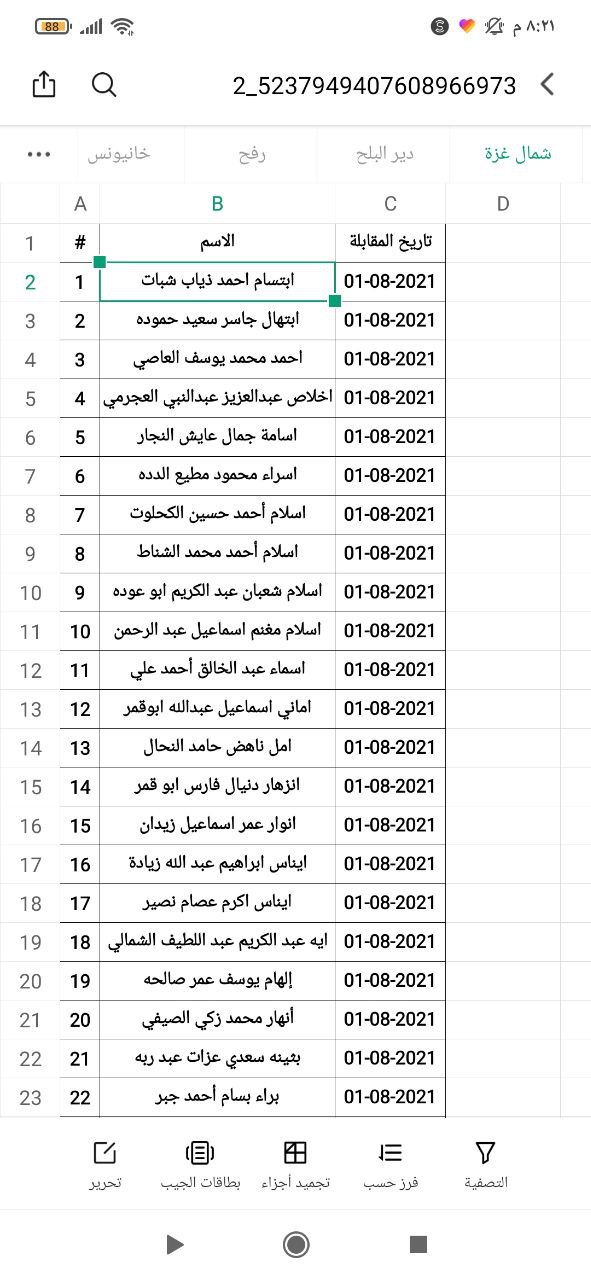 ٨:٢١ م
88
2_5237949407608966973
شمال غزة دير البلح رفح خانيونس ...
A B C D
1 # الاسم تاريخ المقابلة
2 1 ابتسام احمد ذياب شبات 01-08-2021
3 2 ابتهال جاسر سعيد حموده 01-08-2021
4 3 احمد محمد يوسف العاصي 01-08-2021
5 4 اخلاص عبدالعزيز عبدالنبي العجرمي 01-08-2021
6 5 اسامة جمال عايش النجار 01-08-2021
7 6 اسراء محمود مطيع الدده 01-08-2021
8 7 اسلام أحمد حسين الكحلوت 01-08-2021
9 8 اسلام أحمد محمد الشناط 01-08-2021
10 9 اسلام شعبان عبد الكريم ابو عوده 01-08-2021
11 10 اسلام مغنم اسماعيل عبد الرحمن 01-08-2021
12 11 اسماء عبد الخالق أحمد علي 01-08-2021
13 12 اماني اسماعيل عبدالله ابوقمر 01-08-2021
14 13 امل ناهض حامد النحال 01-08-2021
15 14 انزهار دنيال فارس ابو قمر 01-08-2021
16 15 انوار عمر اسماعيل زيدان 01-08-2021
17 16 ايناس ابراهيم عبد الله زيادة 01-08-2021
18 17 ايناس اكرم عصام نصير 01-08-2021
19 18 ايه عبد الكريم عبد اللطيف الشمالي 01-08-2021
20 19 إلهام يوسف عمر صالحه 01-08-2021
21 20 أنهار محمد زكي الصيفي 01-08-2021
22 21 بثينه سعدي عزات عبد ربه 01-08-2021
23 22 براء بسام أحمد جبر 01-08-2021
التصفية فرز حسب تجميد أجزاء بطاقات الجيب تحرير